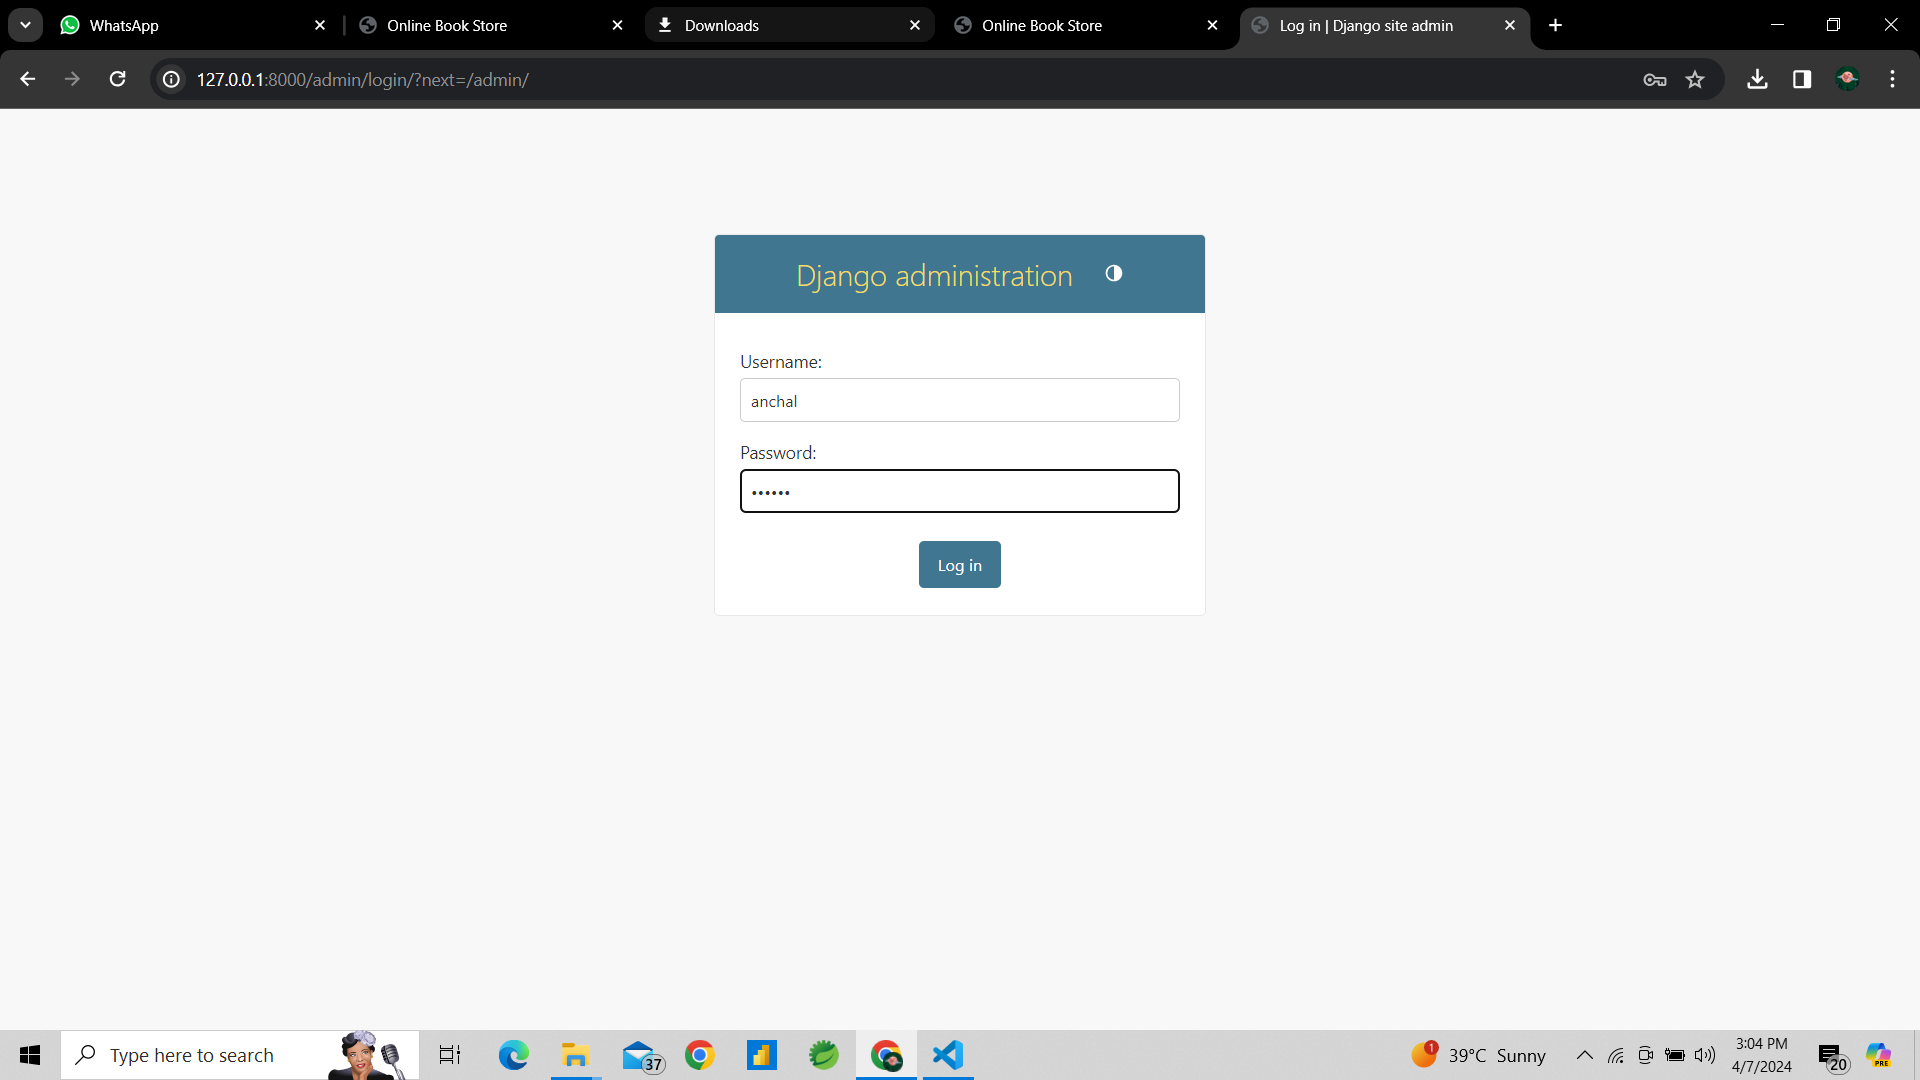 WhatsApp
Online Book Store
Downloads
Online Book Store
Log in | Django site admin
127.0.0.1:8000/admin/login/?next=/admin/
Django administration
Username:
anchal
Password:
••••••
Log in
Type here to search
37
1
39°C Sunny
3:04 PM
4/7/2024
20
PRE